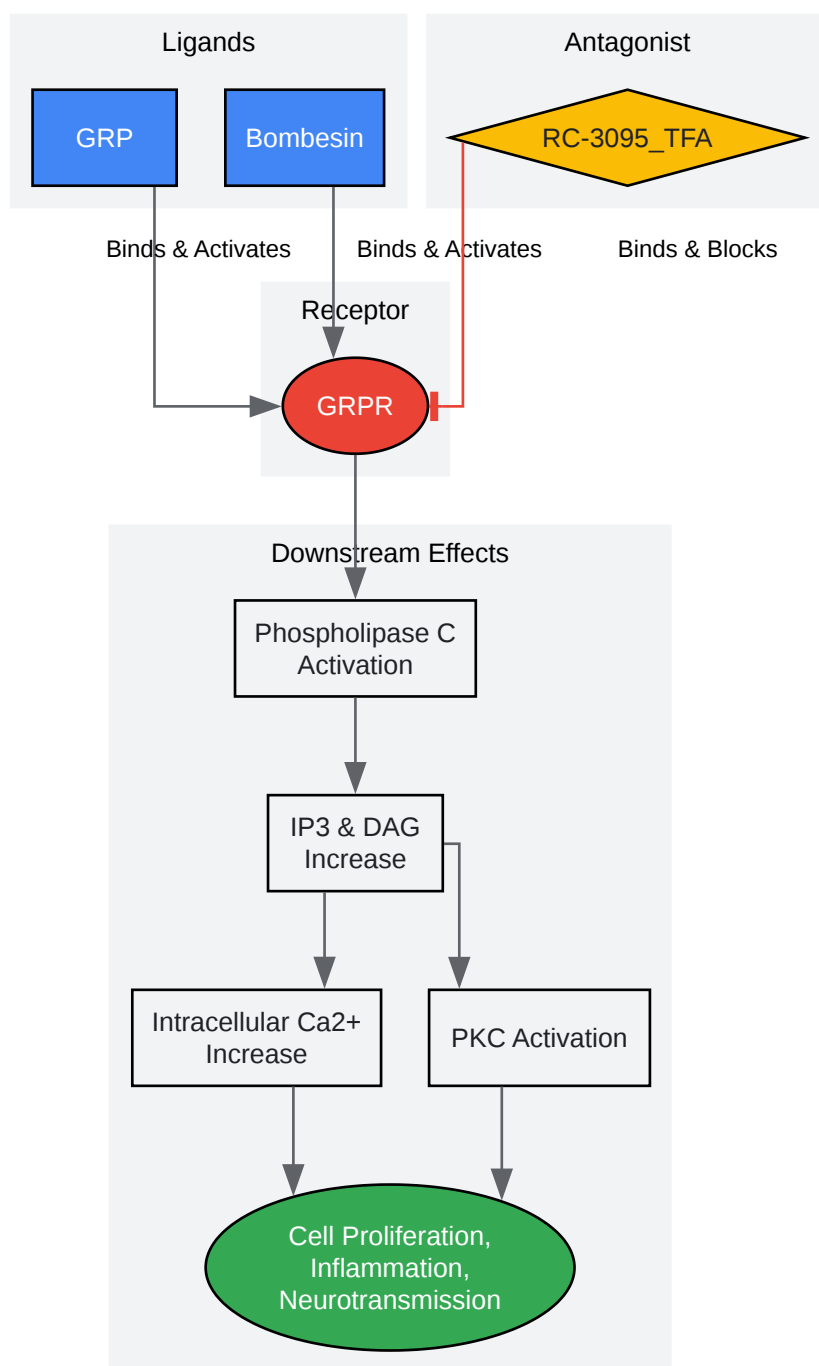 Ligands
Antagonist
GRP
Bombesin
RC-3095_TFA
Binds & Activates
Binds & Activates
Binds & Blocks
Receptor
GRPR
Downstream Effects
Phospholipase C
Activation
IP3 & DAG
Increase
Intracellular Ca2+
Increase
PKC Activation
Cell Proliferation,
Inflammation,
Neurotransmission